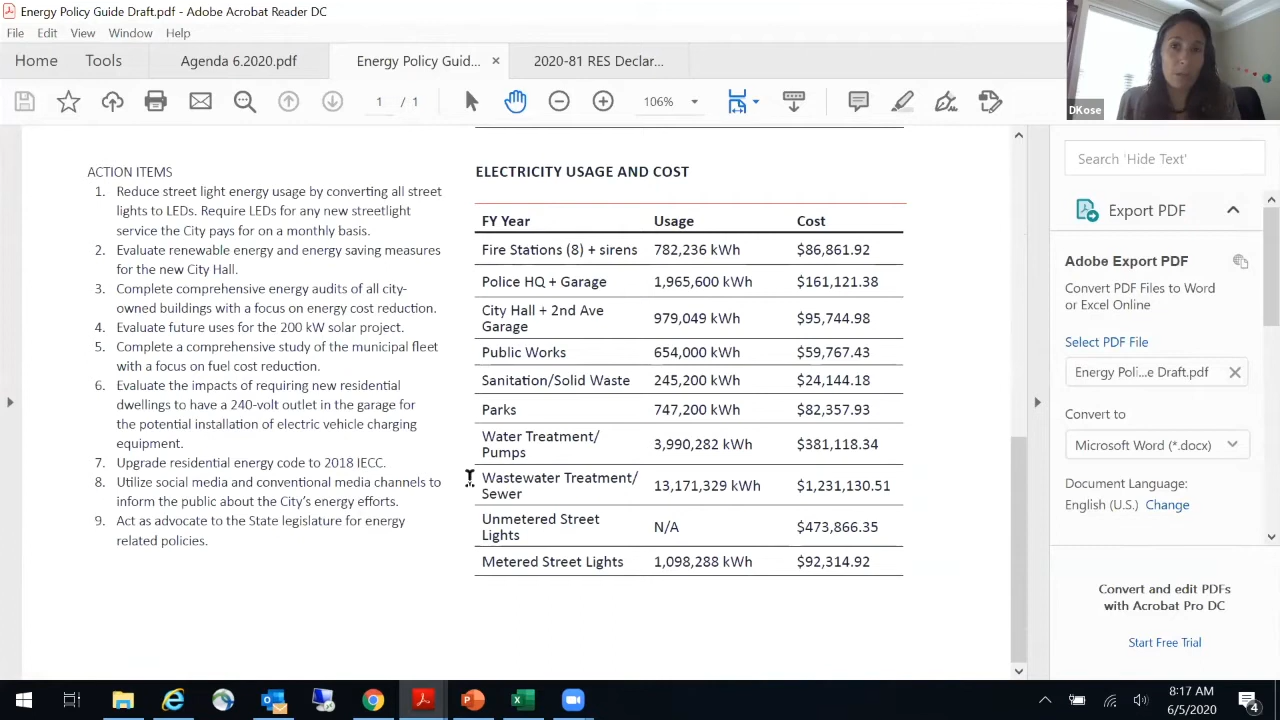 Energy Policy Guide Draft.pdf - Adobe Acrobat Reader DC
File Edit View Window Help
Home Tools Agenda 6.2020.pdf Energy Policy Guid... × 2020-81 RES Declar...
1 / 1 106%
DKose
ACTION ITEMS
1. Reduce street light energy usage by converting all street
lights to LEDs. Require LEDs for any new streetlight
service the City pays for on a monthly basis.
2. Evaluate renewable energy and energy saving measures
for the new City Hall.
3. Complete comprehensive energy audits of all city-
owned buildings with a focus on energy cost reduction.
4. Evaluate future uses for the 200 kW solar project.
5. Complete a comprehensive study of the municipal fleet
with a focus on fuel cost reduction.
6. Evaluate the impacts of requiring new residential
dwellings to have a 240-volt outlet in the garage for
the potential installation of electric vehicle charging
equipment.
7. Upgrade residential energy code to 2018 IECC.
8. Utilize social media and conventional media channels to
inform the public about the City's energy efforts.
9. Act as advocate to the State legislature for energy
related policies.
ELECTRICITY USAGE AND COST
FY Year Usage Cost
Fire Stations (8) + sirens 782,236 kWh $86,861.92
Police HQ + Garage 1,965,600 kWh $161,121.38
City Hall + 2nd Ave
Garage 979,049 kWh $95,744.98
Public Works 654,000 kWh $59,767.43
Sanitation/Solid Waste 245,200 kWh $24,144.18
Parks 747,200 kWh $82,357.93
Water Treatment/
Pumps 3,990,282 kWh $381,118.34
Wastewater Treatment/
Sewer 13,171,329 kWh $1,231,130.51
Unmetered Street
Lights N/A $473,866.35
Metered Street Lights 1,098,288 kWh $92,314.92
Search 'Hide Text'
Export PDF
Adobe Export PDF
Convert PDF Files to Word
or Excel Online
Select PDF File
Energy Poli...e Draft.pdf
Convert to
Microsoft Word (*.docx)
Document Language:
English (U.S.) Change
Convert and edit PDFs
with Acrobat Pro DC
Start Free Trial
8:17 AM
6/5/2020
4